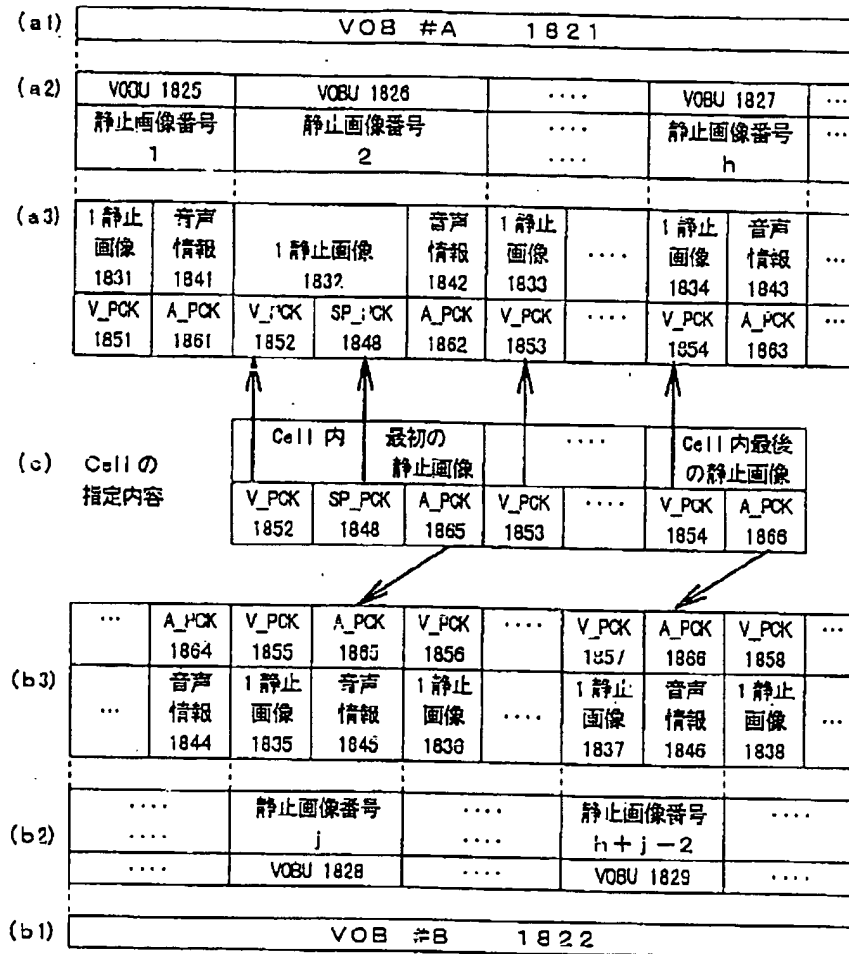 (a1) VOB #A 1821
(a2) VOBU 1825 VOBU 1826 ‥‥ VOBU 1827 …
静止画像番号 静止画像番号 ‥‥ 静止画像番号 …
1 2 ‥‥ h …
(a3) 1静止 音声 音声 1静止 1静止 音声
画像 情報 1静止画像 情報 画像 ‥‥ 画像 情報 …
1831 1841 1832 1842 1833 1834 1843
V_PCK A_PCK V_PCK SP_PCK A_PCK V_PCK ‥‥ V_PCK A_PCK …
1851 1861 1852 1848 1862 1853 1854 1863
(c) Cellの Cell内 最初の ‥‥ Cell内最後
指定内容 静止画像 の静止画像
V_PCK SP_PCK A_PCK V_PCK ‥‥ V_PCK A_PCK
1852 1848 1865 1853 1854 1866
(b3) … A_PCK V_PCK A_PCK V_PCK ‥‥ V_PCK A_PCK V_PCK …
1864 1855 1865 1856 1857 1866 1858
音声 1静止 音声 1静止 1静止 音声 1静止
… 情報 画像 情報 画像 ‥‥ 画像 情報 画像 …
1844 1835 1845 1836 1837 1846 1838
(b2) ‥‥ 静止画像番号 ‥‥ 静止画像番号 ‥‥
‥‥ j ‥‥ h+j-2 ‥‥
‥‥ VOBU 1828 ‥‥ VOBU 1829 ‥‥
(b1) VOB #B 1822